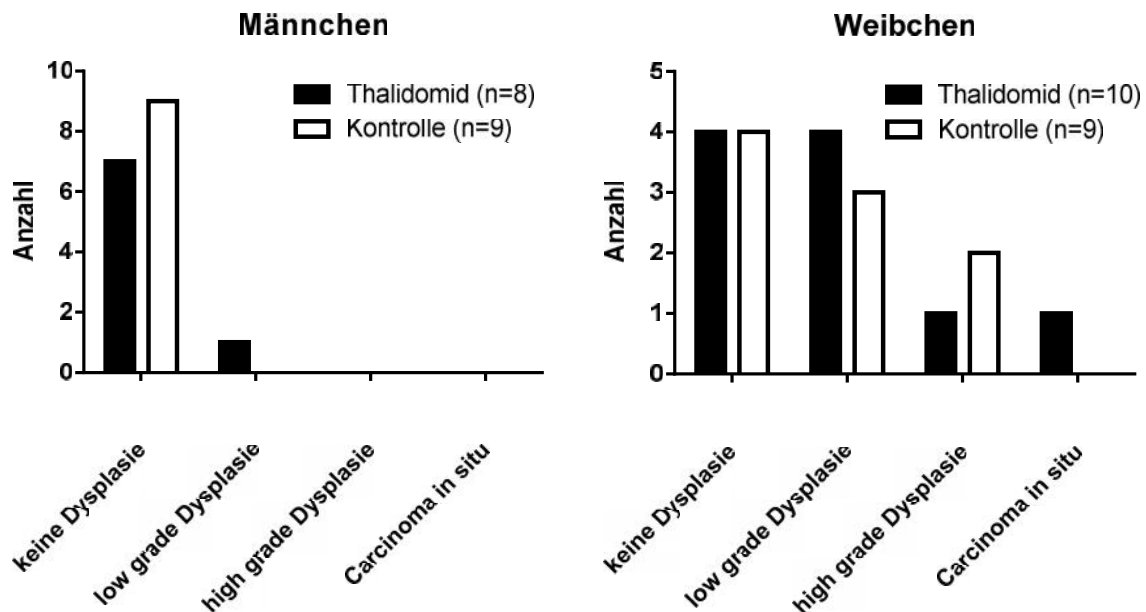 Männchen
Anzahl
10
8
6
4
2
0
Thalidomid (n=8)
Kontrolle (n=9)
keine Dysplasie
low grade Dysplasie
high grade Dysplasie
Carcinoma in situ
Weibchen
Anzahl
5
4
3
2
1
0
Thalidomid (n=10)
Kontrolle (n=9)
keine Dysplasie
low grade Dysplasie
high grade Dysplasie
Carcinoma in situ